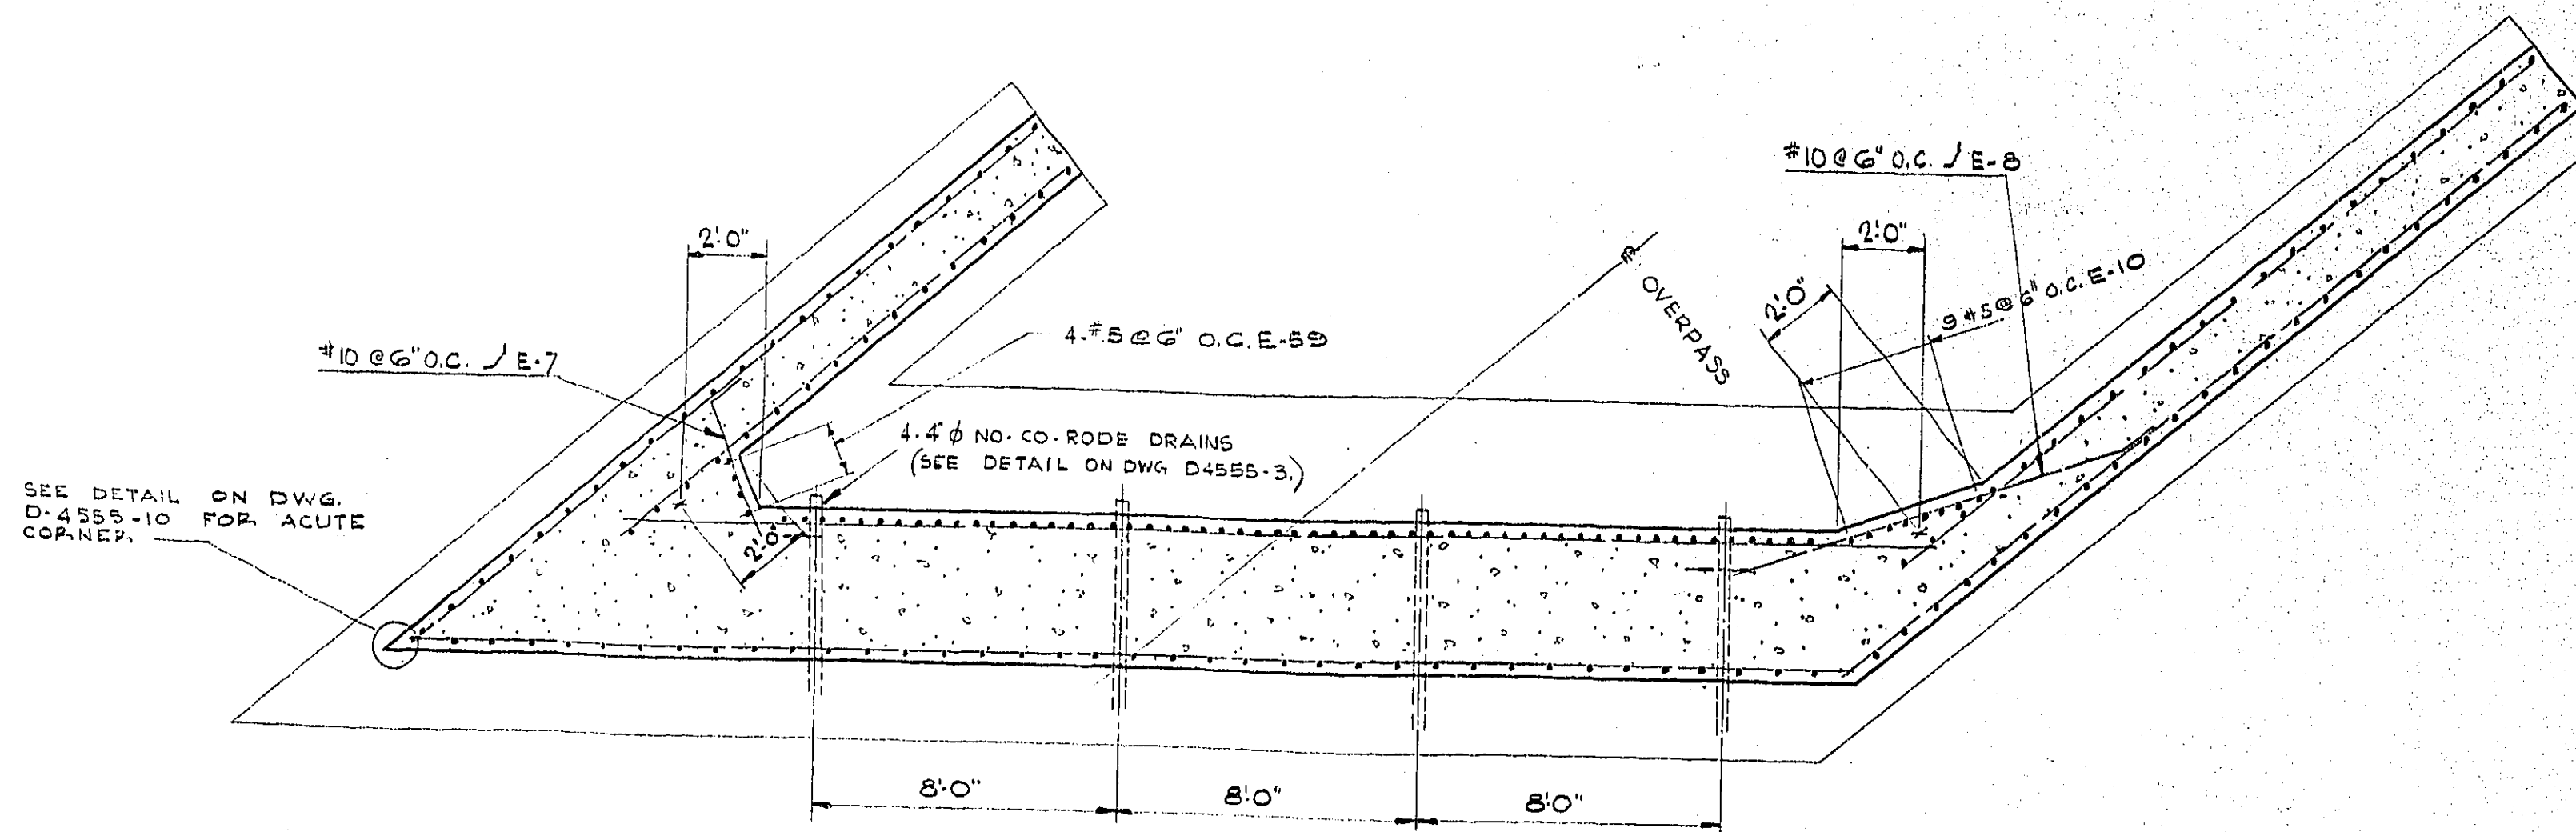 #10 @ 6" O.C. E-8
2'-0"
2'-0"
2'-0"
9 #5 @ 6" O.C. E-10
℄ OVERPASS
4-#5 @ 6" O.C. E-59
#10 @ 6" O.C. E-7
4-4" ϕ NO-CO-RODE DRAINS
(SEE DETAIL ON DWG D4555-3.)
SEE DETAIL ON DWG.
D-4555-10 FOR ACUTE
CORNER.
2'-0"
8'-0"
8'-0"
8'-0"